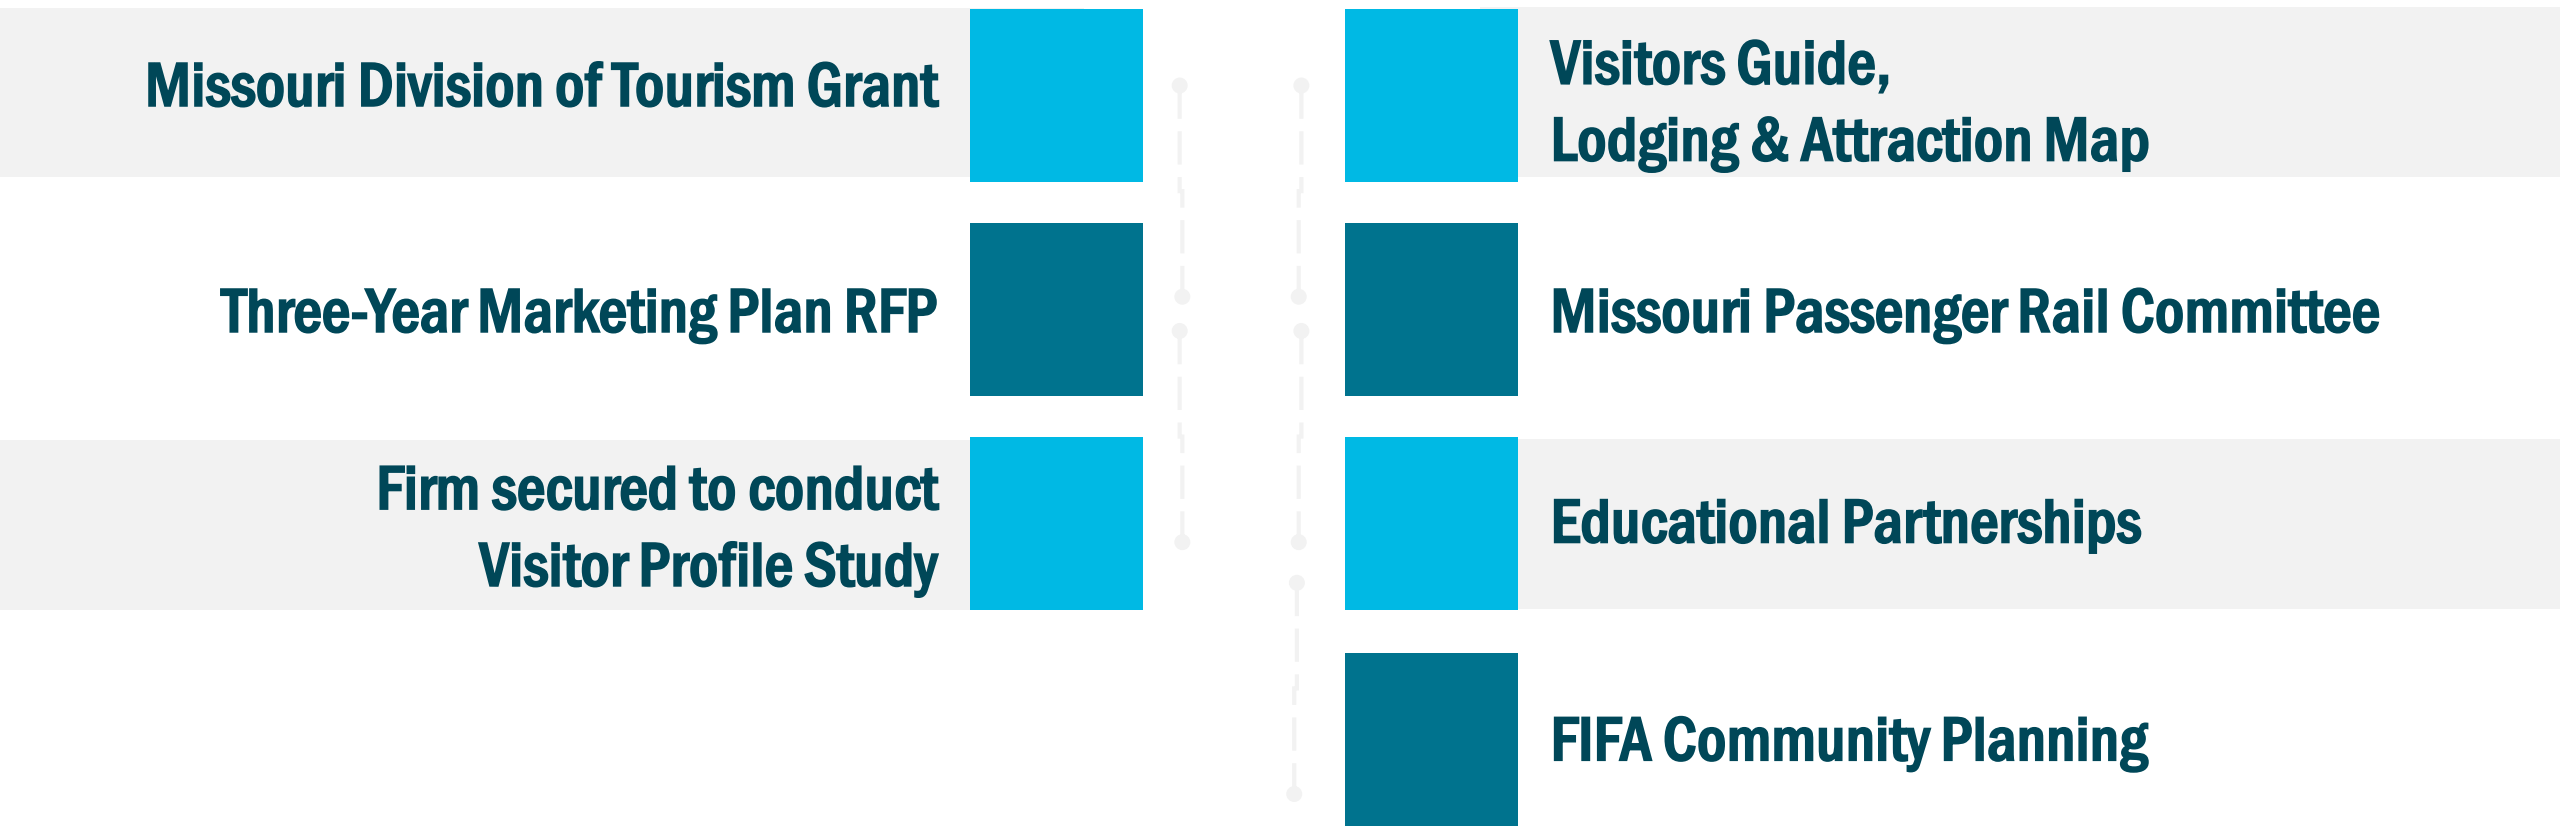 Missouri Division of Tourism Grant
Three-Year Marketing Plan RFP
Firm secured to conduct
Visitor Profile Study
Visitors Guide,
Lodging & Attraction Map
Missouri Passenger Rail Committee
Educational Partnerships
FIFA Community Planning